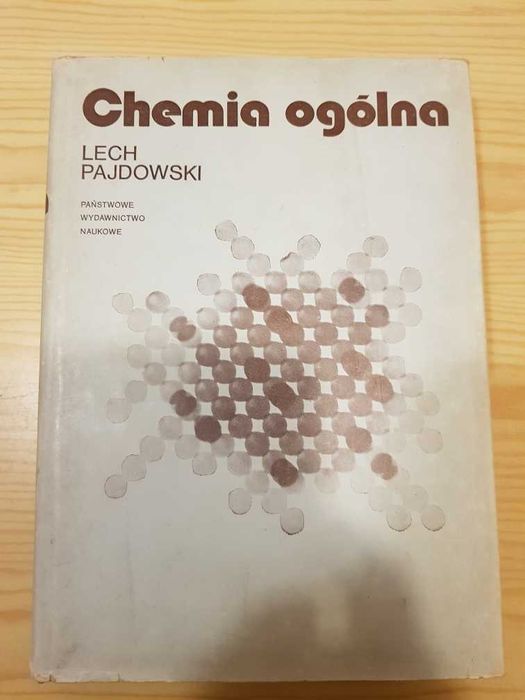 Chemia ogólna
LECH
PAJDOWSKI
PAŃSTWOWE
WYDAWNICTWO
NAUKOWE